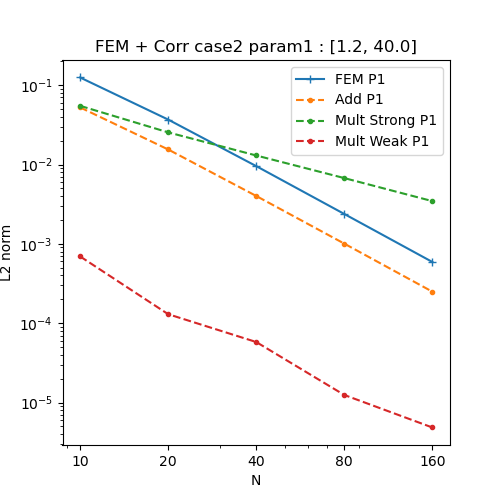 FEM + Corr case2 param1 : [1.2, 40.0]
FEM P1
Add P1
Mult Strong P1
Mult Weak P1
10⁻¹
10⁻²
10⁻³
10⁻⁴
10⁻⁵
L2 norm
10 20 40 80 160
N